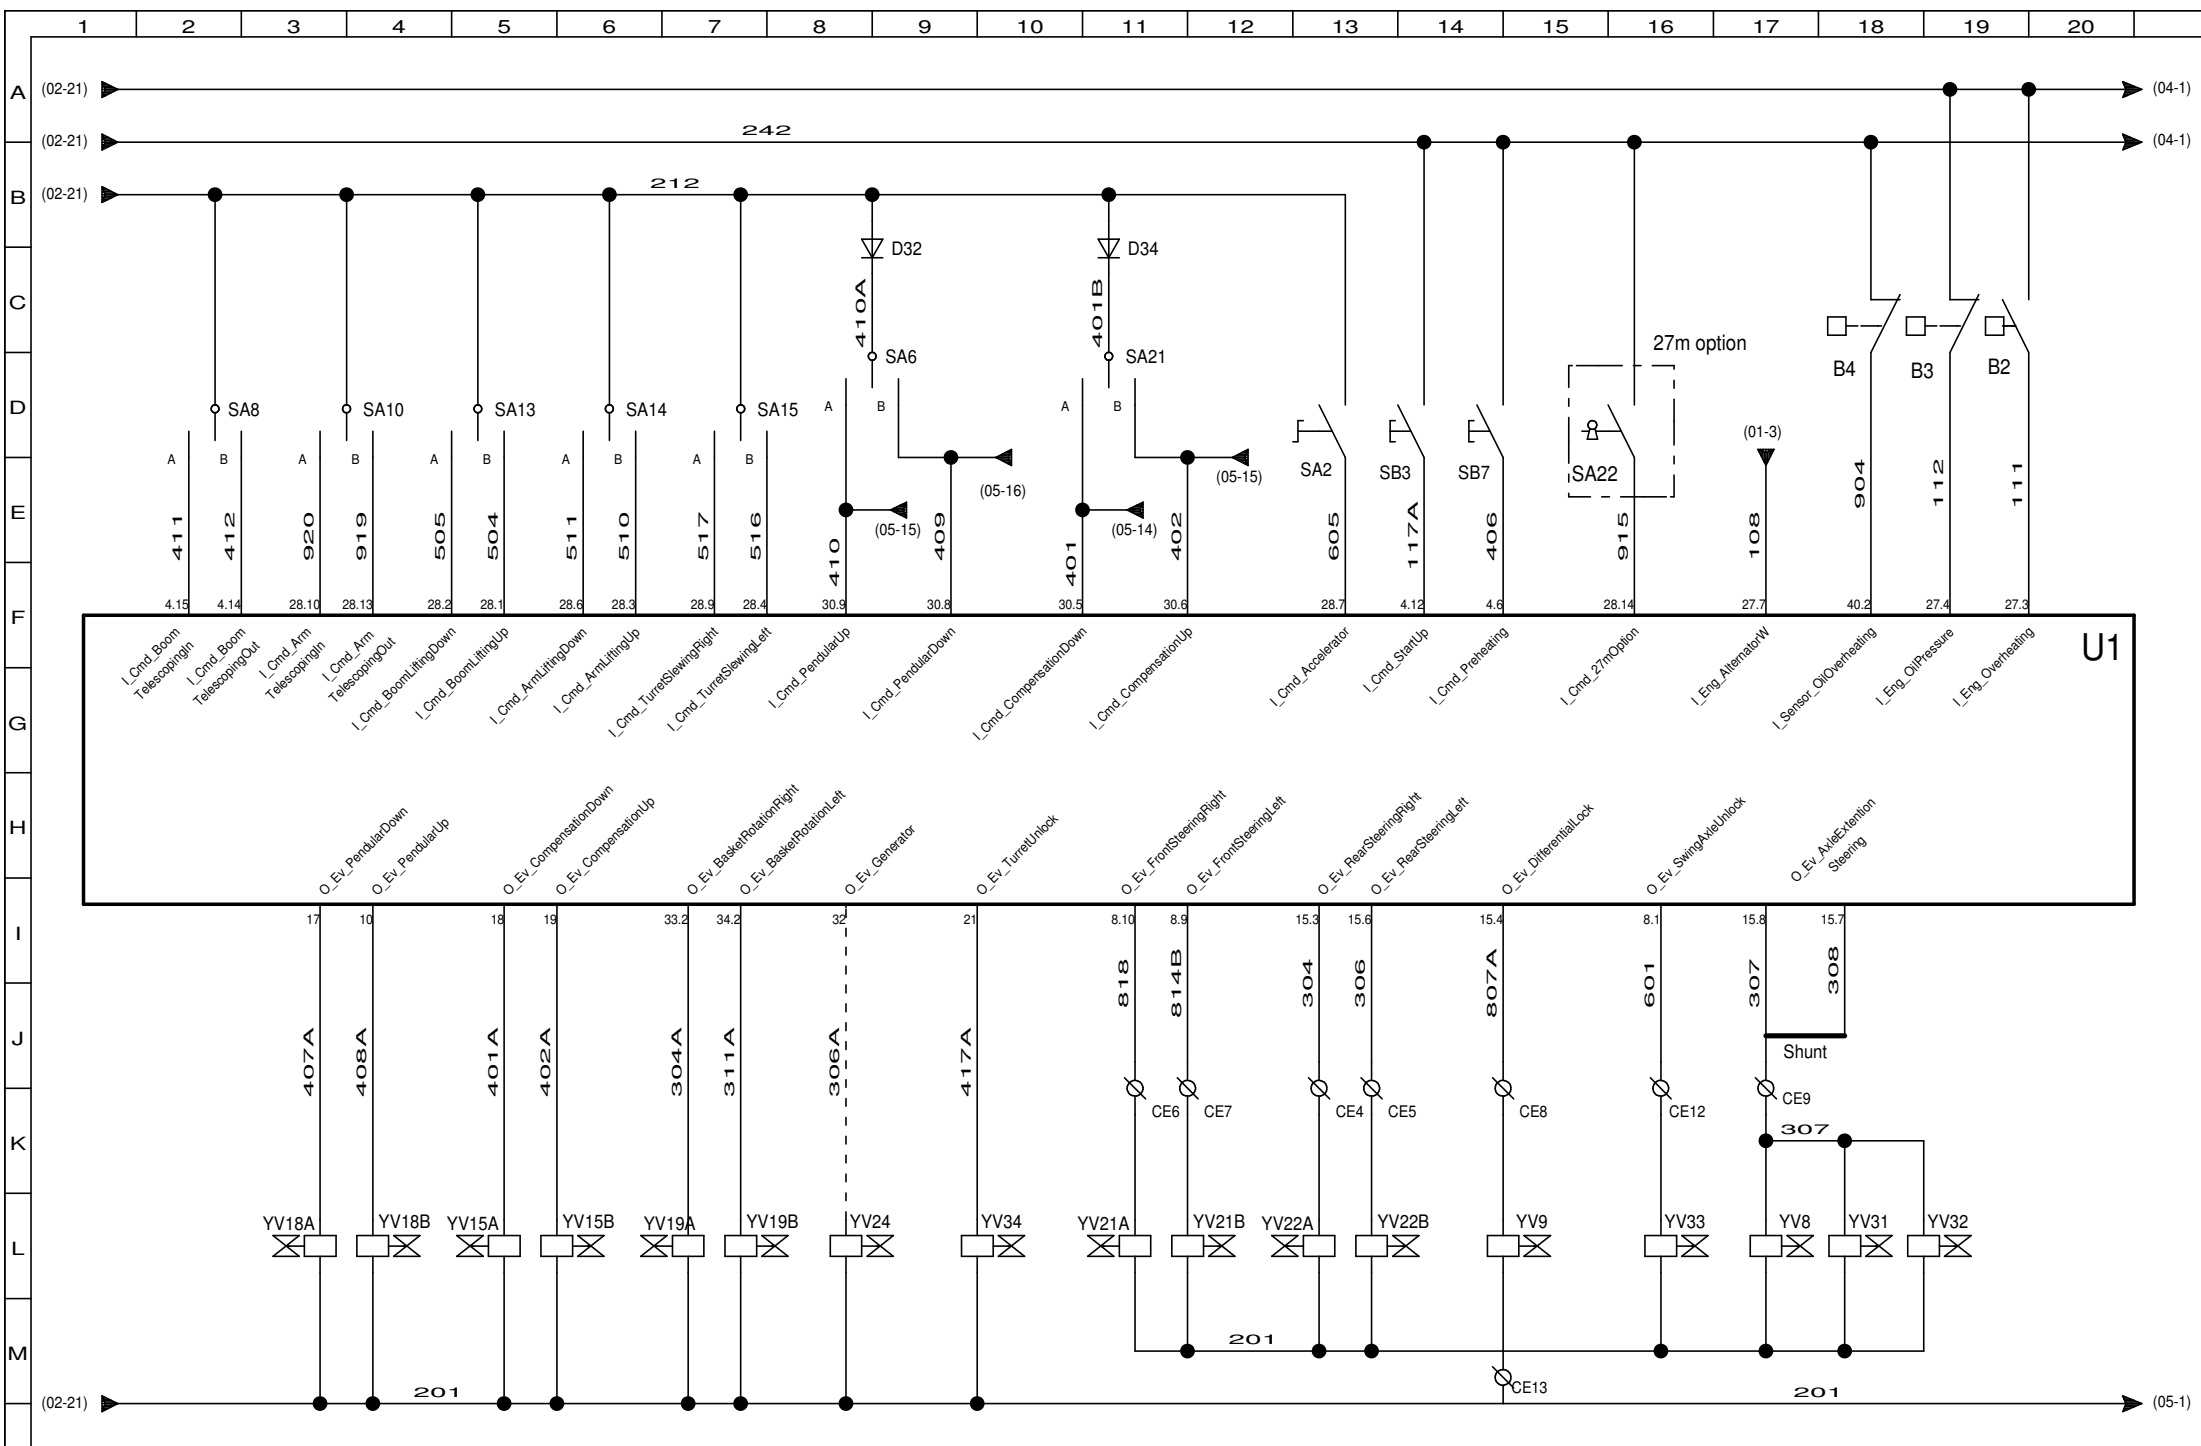 1 2 3 4 5 6 7 8 9 10 11 12 13 14 15 16 17 18 19 20
A (02-21) (04-1)
(02-21) 242 (04-1)
B (02-21) 212
D32 D34
C 410A 401B
SA6 SA21 27m option
B4 B3 B2
D SA8 SA10 SA13 SA14 SA15 A B A B
(01-3)
A B A B A B A B A B
SA2 SB3 SB7 SA22
(05-16) (05-15)
E 411 412 920 919 505 504 511 510 517 516 410 (05-15) 409 401 (05-14) 402 605 117A 406 915 108 904 112 111
F 4.15 4.14 28.10 28.13 28.2 28.1 28.6 28.3 28.9 28.4 30.9 30.8 30.5 30.6 28.7 4.12 4.6 28.14 27.7 40.2 27.4 27.3
U1
I_Cmd_Boom
TelescopingIn
I_Cmd_Boom
TelescopingOut
I_Cmd_Arm
TelescopingIn
I_Cmd_Arm
TelescopingOut
I_Cmd_BoomLiftingDown
I_Cmd_BoomLiftingUp
I_Cmd_ArmLiftingDown
I_Cmd_ArmLiftingUp
I_Cmd_TurretSlewingRight
I_Cmd_TurretSlewingLeft
I_Cmd_PendularUp
I_Cmd_PendularDown
I_Cmd_CompensationDown
I_Cmd_CompensationUp
I_Cmd_Accelerator
I_Cmd_StartUp
I_Cmd_Preheating
I_Cmd_27mOption
I_Eng_AlternatorW
I_Sensor_OilOverheating
I_Eng_OilPressure
I_Eng_Overheating
G
H
O_Ev_PendularDown
O_Ev_PendularUp
O_Ev_CompensationDown
O_Ev_CompensationUp
O_Ev_BasketRotationRight
O_Ev_BasketRotationLeft
O_Ev_Generator
O_Ev_TurretUnlock
O_Ev_FrontSteeringRight
O_Ev_FrontSteeringLeft
O_Ev_RearSteeringRight
O_Ev_RearSteeringLeft
O_Ev_DifferentialLock
O_Ev_SwingAxleUnlock
O_Ev_AxleExtention
Steering
I 17 10 18 19 33.2 34.2 32 21 8.10 8.9 15.3 15.6 15.4 8.1 15.8 15.7
818 814B 304 306 807A 601 307 308
J 407A 408A 401A 402A 304A 311A 306A 417A
Shunt
CE6 CE7 CE4 CE5 CE8 CE12 CE9
K 307
YV18A YV18B YV15A YV15B YV19A YV19B YV24 YV34 YV21A YV21B YV22A YV22B YV9 YV33 YV8 YV31 YV32
L
M 201
CE13
(02-21) 201 201 (05-1)